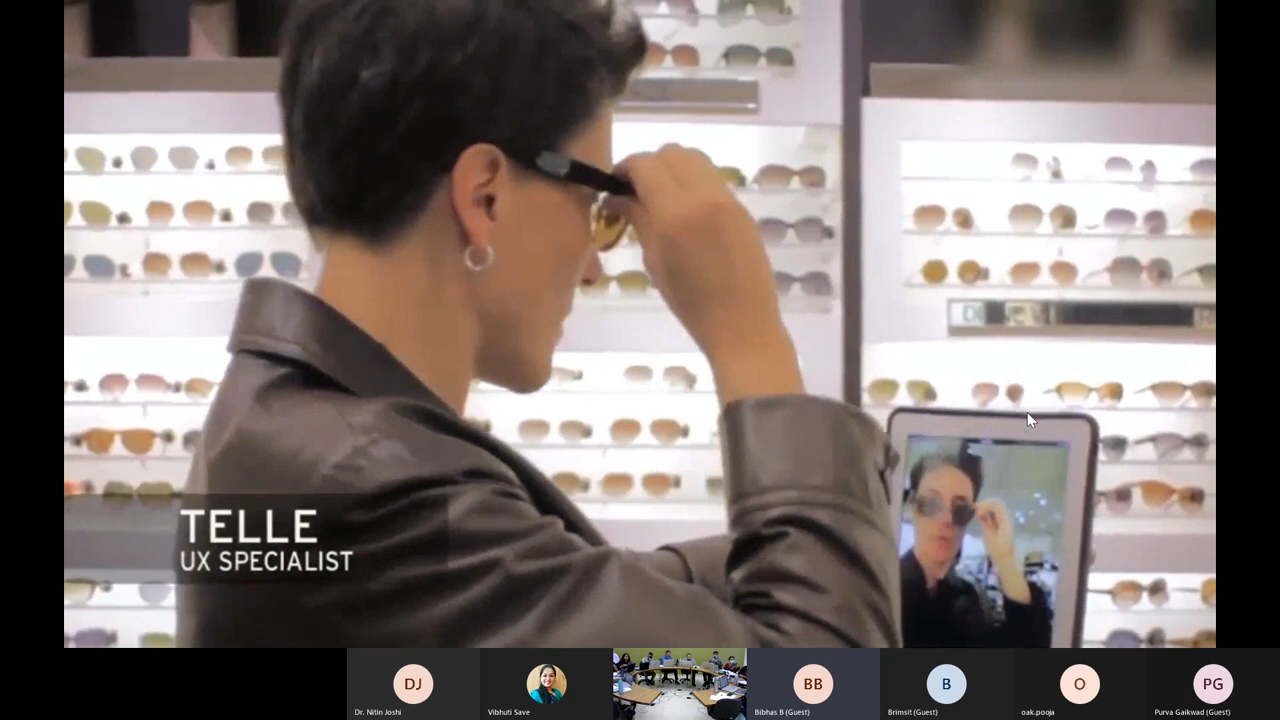 TELLE
UX SPECIALIST
DJ
BB
B
O
PG
Dr. Nitin Joshi
Vibhuti Save
Bibhas B (Guest)
Brimsit (Guest)
oak.pooja
Purva Gaikwad (Guest)